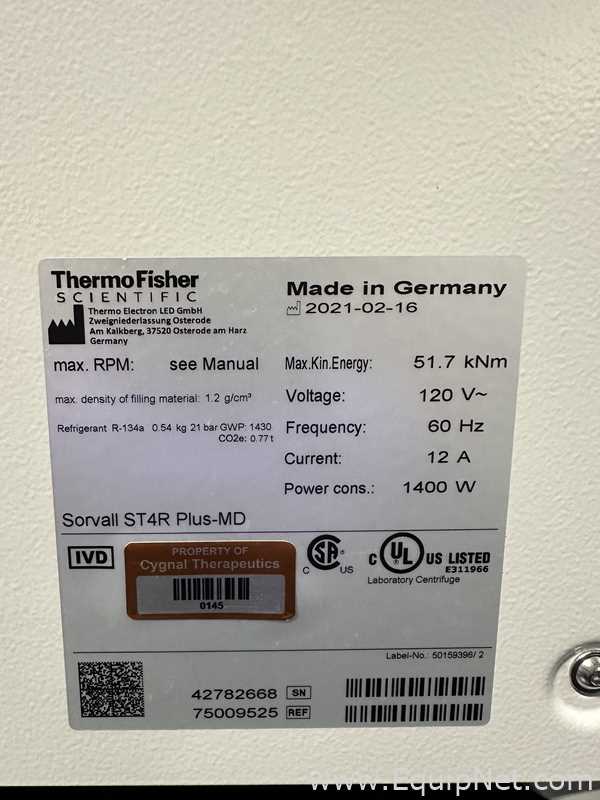 ThermoFisher
SCIENTIFIC
Thermo Electron LED GmbH
Zweigniederlassung Osterode
Am Kalkberg, 37520 Osterode am Harz
Germany
Made in Germany
2021-02-16
max. RPM: see Manual
max. density of filling material: 1.2 g/cm³
Refrigerant R-134a 0.54 kg 21 bar GWP: 1430
CO2e: 0.77 t
Max.Kin.Energy: 51.7 kNm
Voltage: 120 V~
Frequency: 60 Hz
Current: 12 A
Power cons.: 1400 W
Sorvall ST4R Plus-MD
IVD
PROPERTY OF
Cygnal Therapeutics
0145
C SA US
C UL US LISTED
E311966
Laboratory Centrifuge
Label-No.: 50159396/ 2
42782668 SN
75009525 REF
www.EquipNet.com